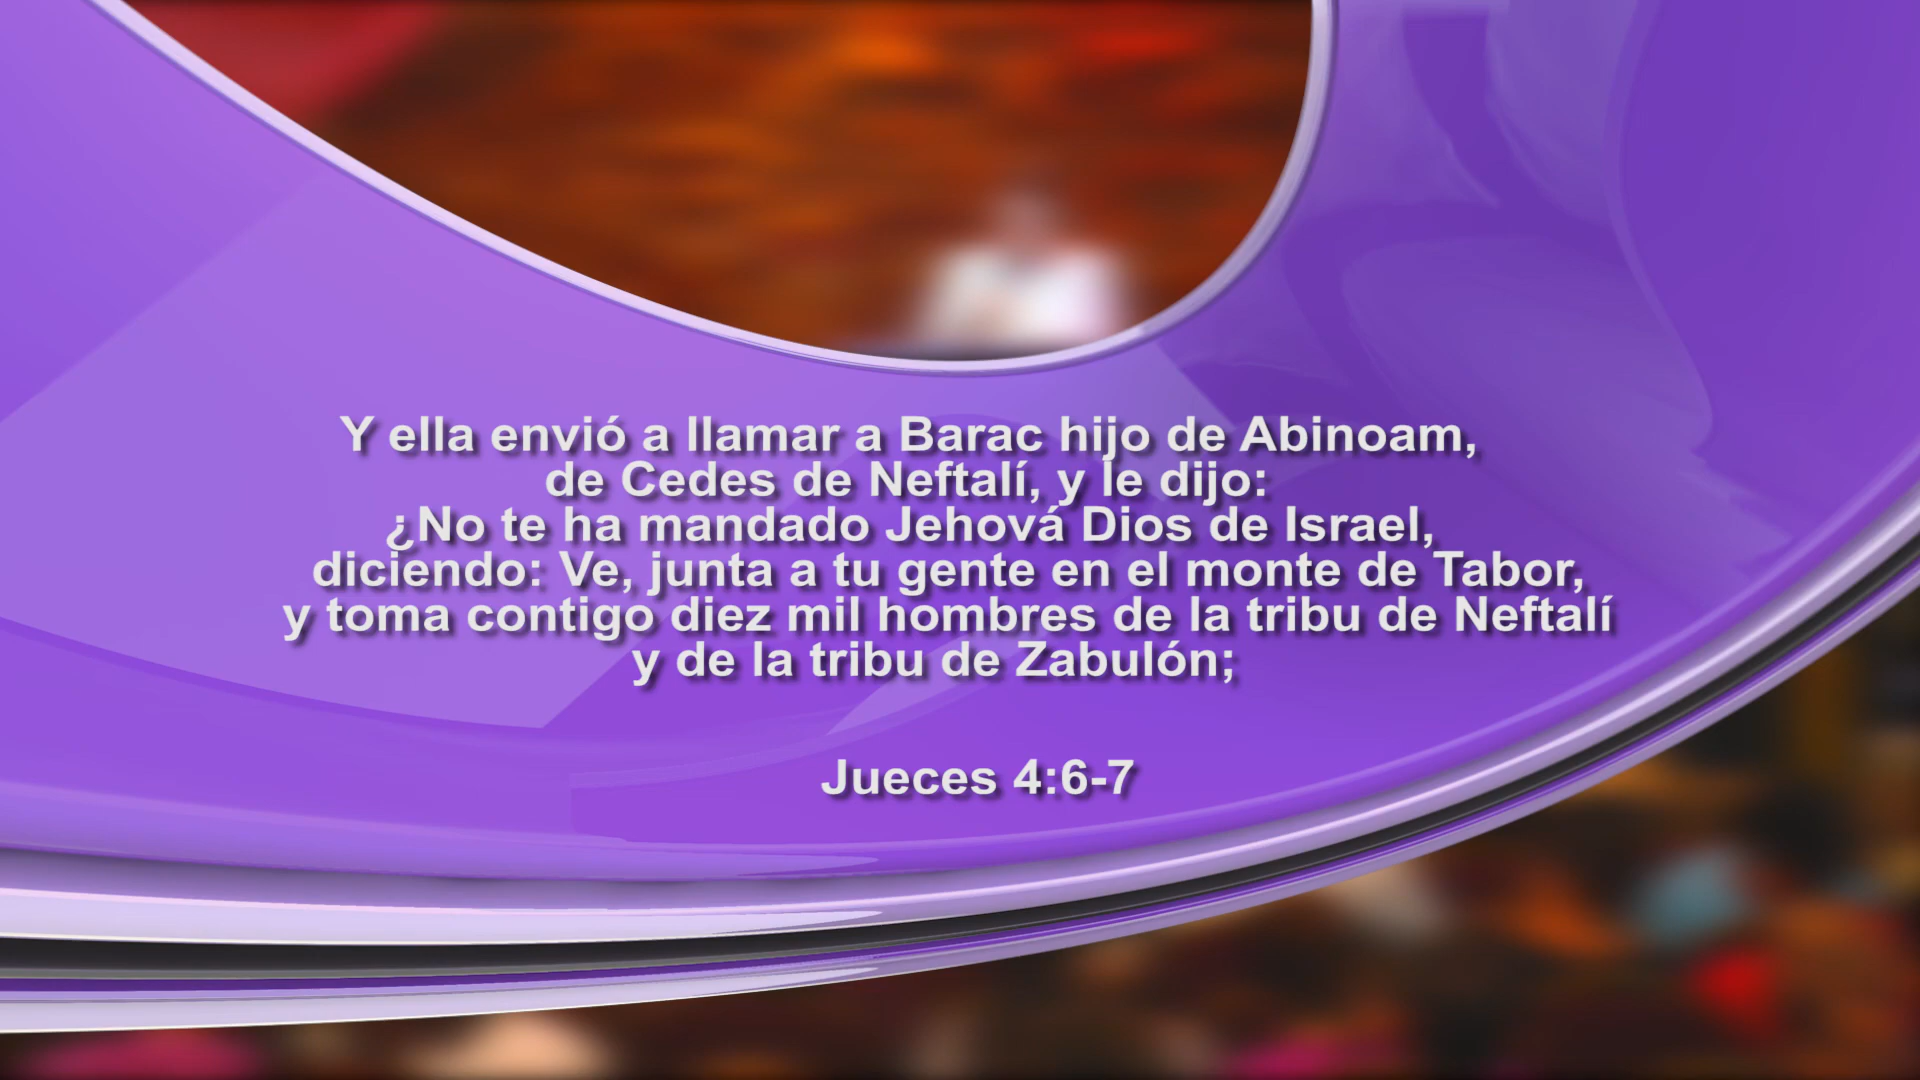 Y ella envió a llamar a Barac hijo de Abinoam,
de Cedes de Neftalí, y le dijo:
¿No te ha mandado Jehová Dios de Israel,
diciendo: Ve, junta a tu gente en el monte de Tabor,
y toma contigo diez mil hombres de la tribu de Neftalí
y de la tribu de Zabulón;
Jueces 4:6-7